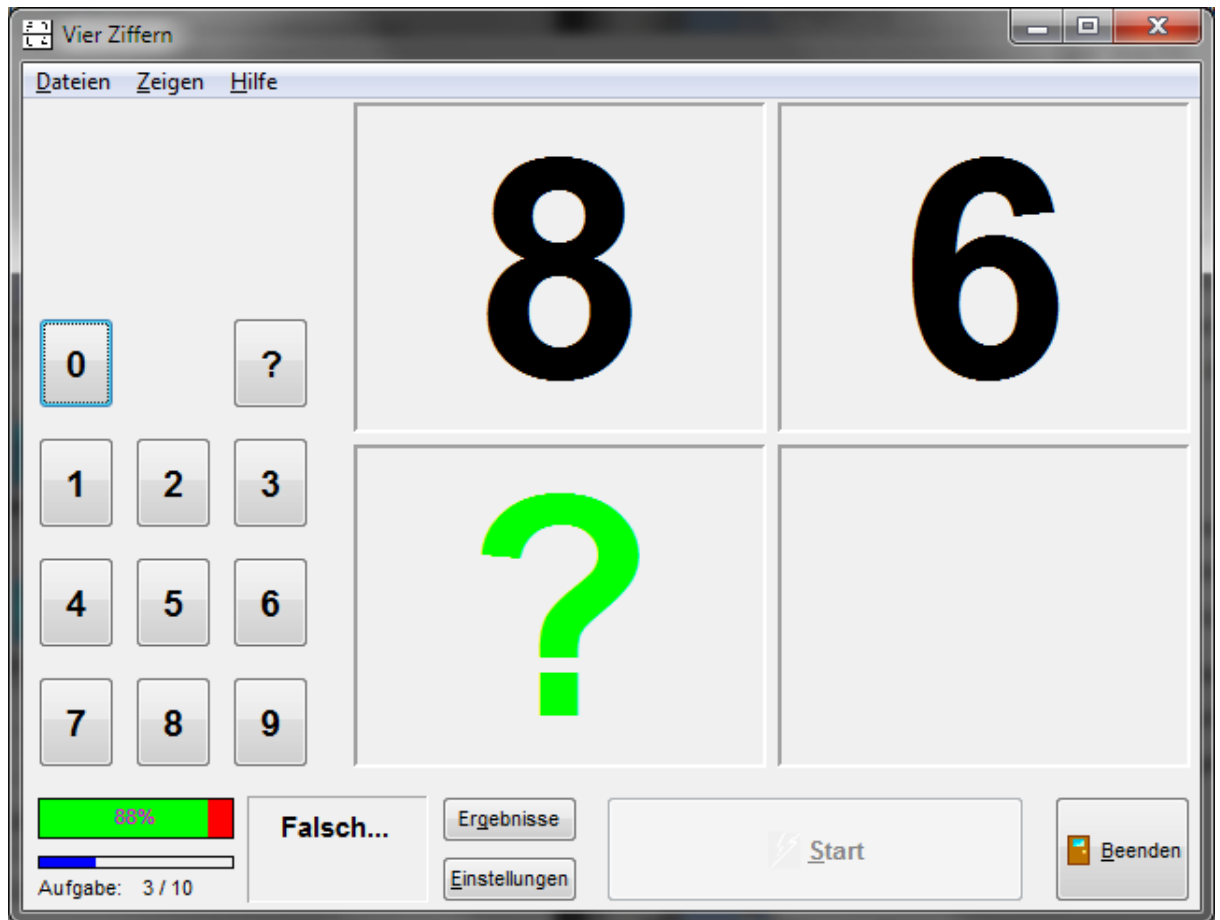 Vier Ziffern
Dateien Zeigen Hilfe
8 6
0 ?
1 2 3
?
4 5 6
7 8 9
88%
Falsch...
Ergebnisse
Start
Beenden
Einstellungen
Aufgabe: 3 / 10